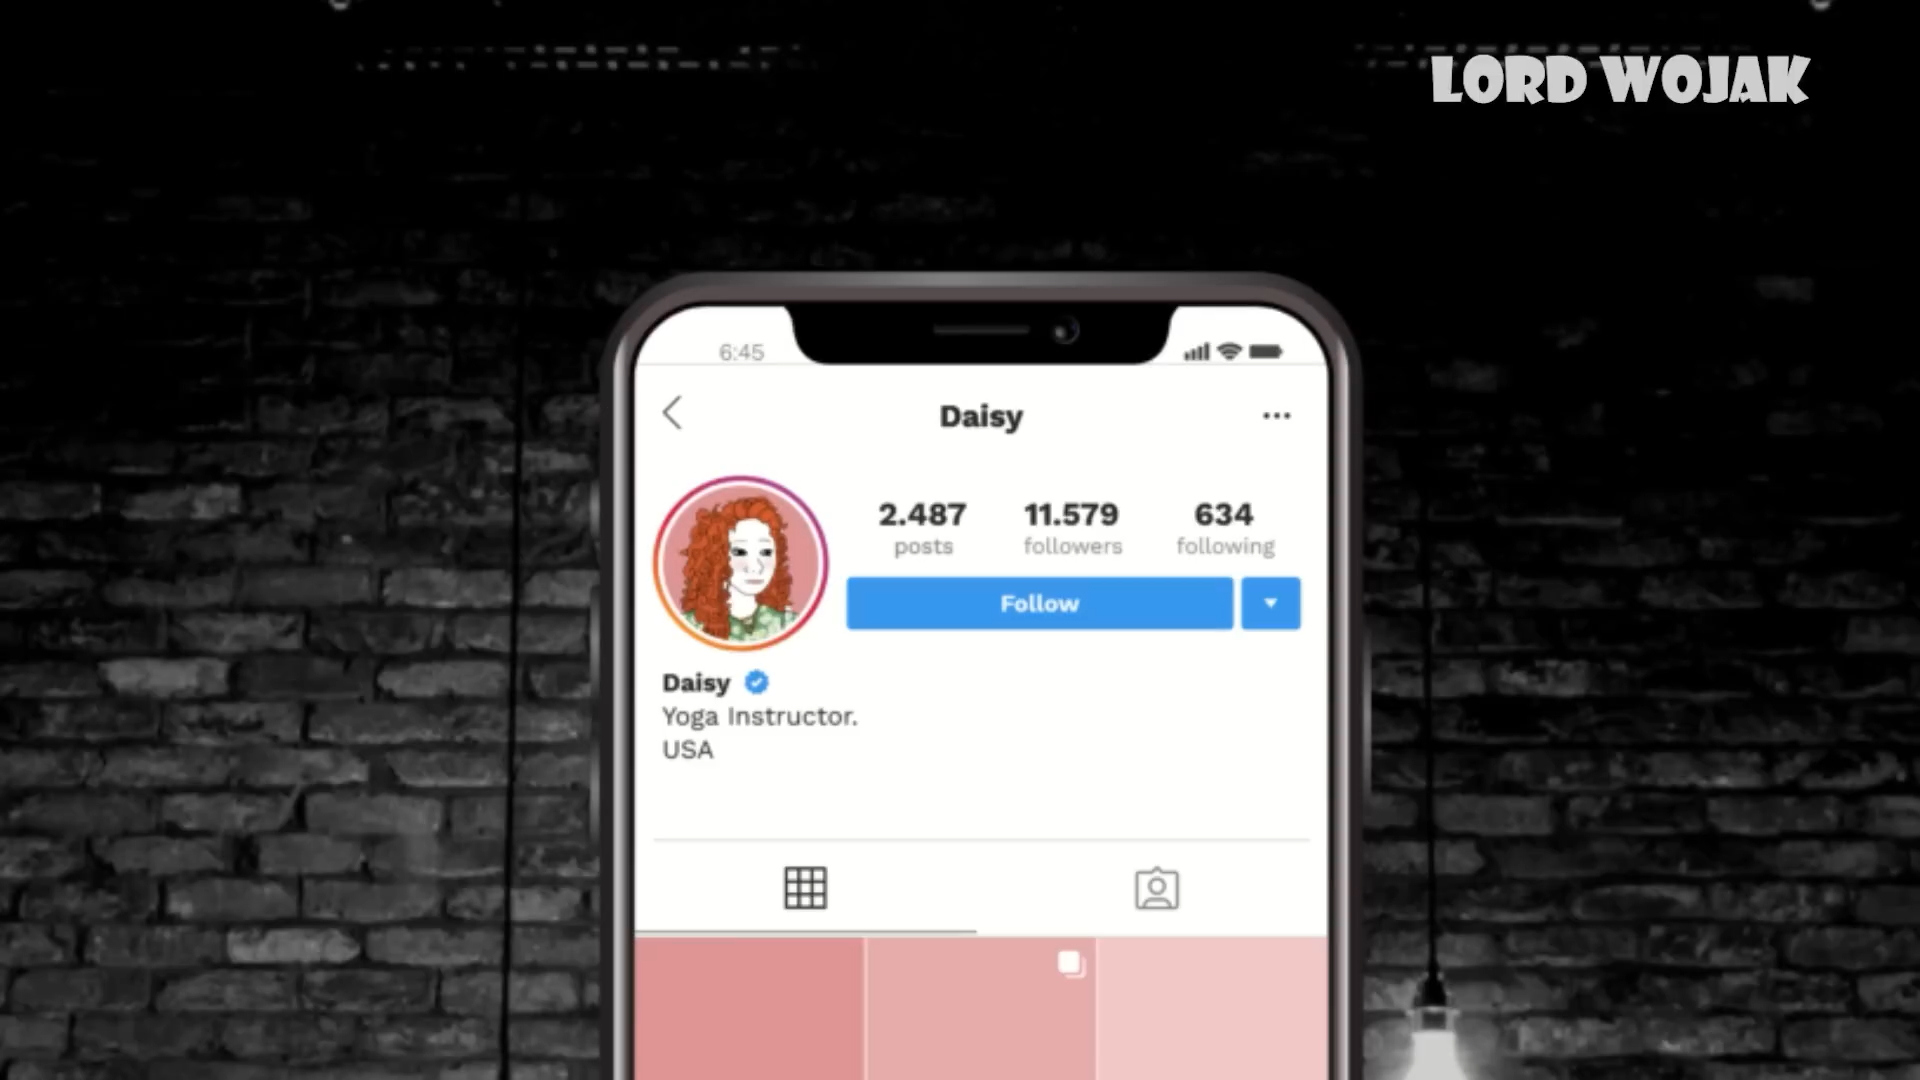 LORD WOJAK
6:45
Daisy
2.487 11.579 634
posts followers following
Follow
Daisy
Yoga Instructor.
USA